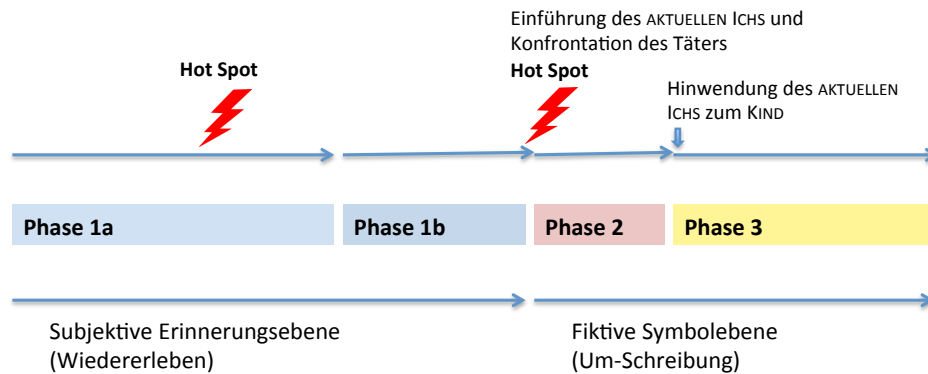 Einführung des AKTUELLEN ICHS und
Konfrontation des Täters
Hot Spot
Hot Spot
Hinwendung des AKTUELLEN
ICHS zum KIND
Phase 1a
Phase 1b
Phase 2
Phase 3
Subjektive Erinnerungsebene
(Wiedererleben)
Fiktive Symbolebene
(Um-Schreibung)